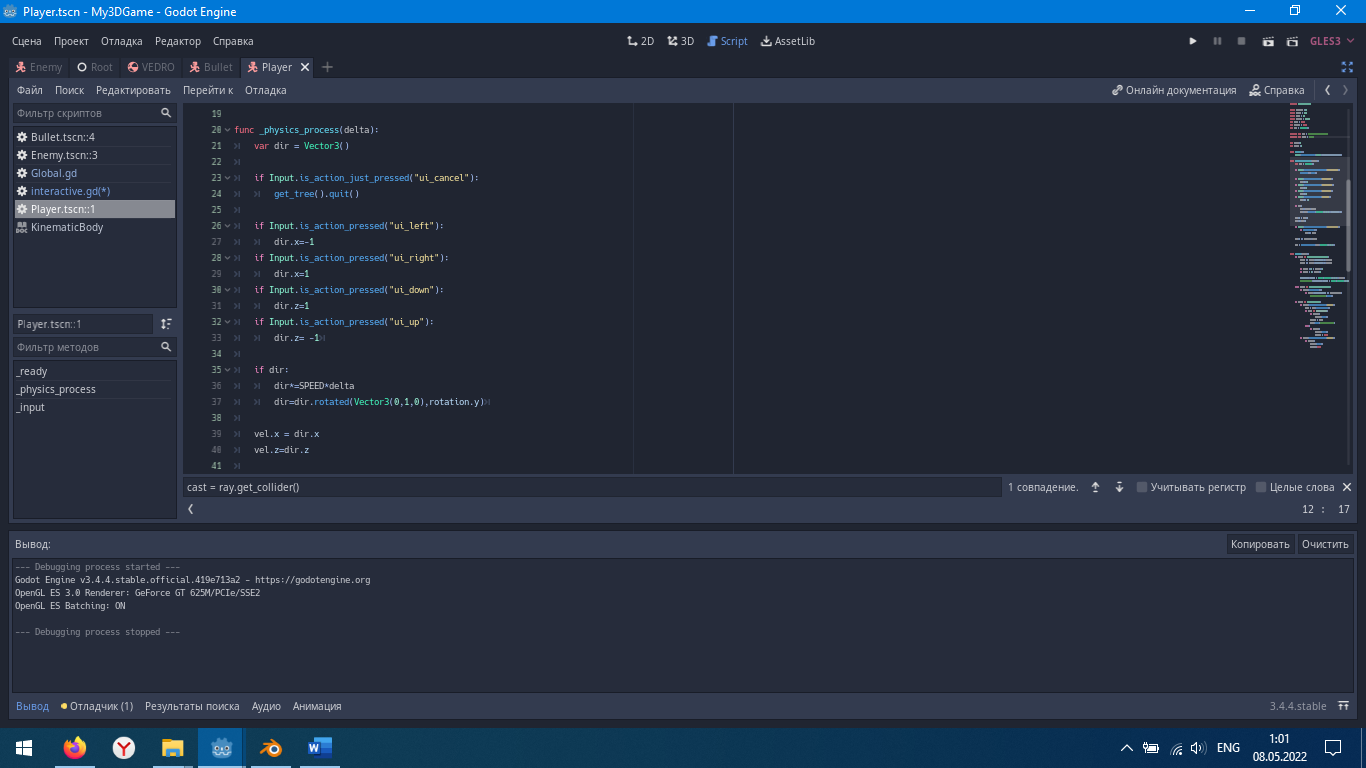 Player.tscn - My3DGame - Godot Engine
Сцена Проект Отладка Редактор Справка 2D 3D Script AssetLib GLES3
Enemy Root VEDRO Bullet Player
Файл Поиск Редактировать Перейти к Отладка Онлайн документация Справка
Фильтр скриптов
Bullet.tscn::4
Enemy.tscn::3
Global.gd
interactive.gd(*)
Player.tscn::1
KinematicBody
Player.tscn::1
Фильтр методов
_ready
_physics_process
_input
19
20 func _physics_process(delta):
21 var dir = Vector3()
22
23 if Input.is_action_just_pressed("ui_cancel"):
24 get_tree().quit()
25
26 if Input.is_action_pressed("ui_left"):
27 dir.x=-1
28 if Input.is_action_pressed("ui_right"):
29 dir.x=1
30 if Input.is_action_pressed("ui_down"):
31 dir.z=1
32 if Input.is_action_pressed("ui_up"):
33 dir.z= -1
34
35 if dir:
36 dir*=SPEED*delta
37 dir=dir.rotated(Vector3(0,1,0),rotation.y)
38
39 vel.x = dir.x
40 vel.z=dir.z
41
cast = ray.get_collider() 1 совпадение. Учитывать регистр Целые слова
12 : 17
Вывод: Копировать Очистить
--- Debugging process started ---
Godot Engine v3.4.4.stable.official.419e713a2 - https://godotengine.org
OpenGL ES 3.0 Renderer: GeForce GT 625M/PCIe/SSE2
OpenGL ES Batching: ON
--- Debugging process stopped ---
Вывод Отладчик (1) Результаты поиска Аудио Анимация 3.4.4.stable
ENG 1:01
08.05.2022